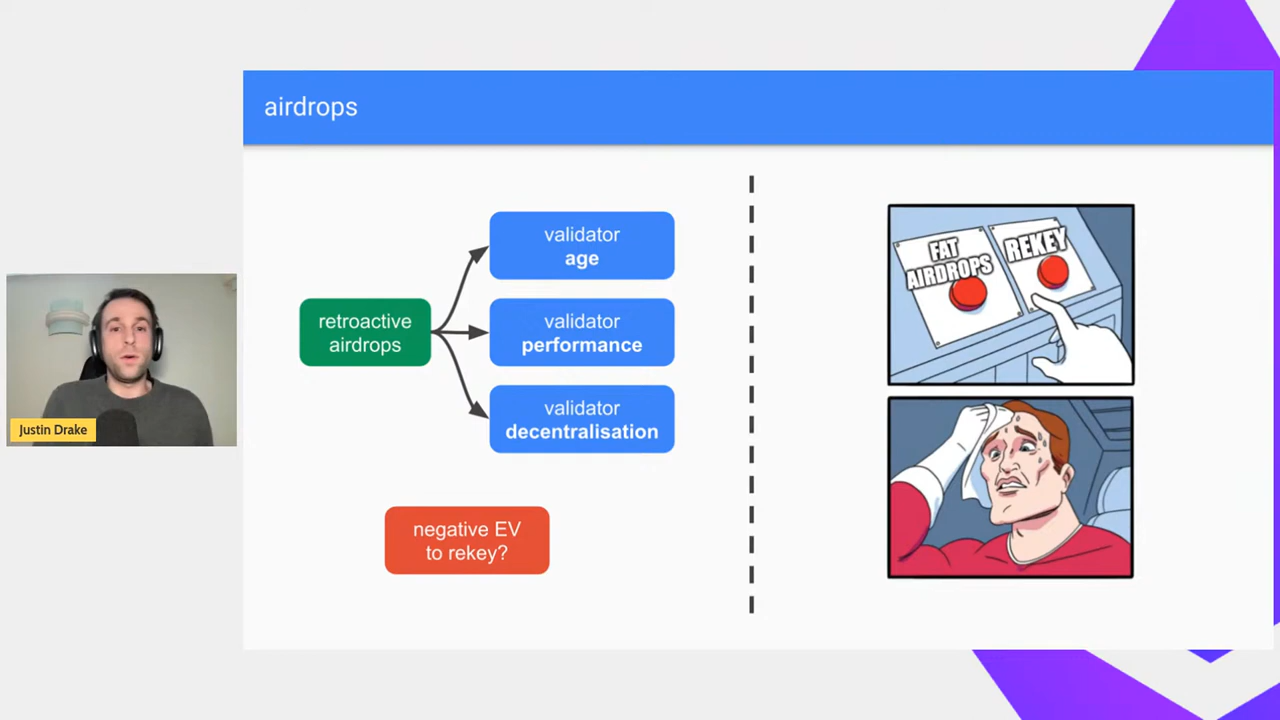 airdrops
retroactive
airdrops
validator
age
validator
performance
validator
decentralisation
negative EV
to rekey?
FAT
AIRDROPS
REKEY
Justin Drake